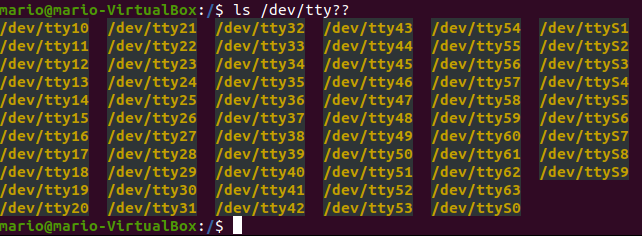 mario@mario-VirtualBox:/$ ls /dev/tty??
/dev/tty10 /dev/tty21 /dev/tty32 /dev/tty43 /dev/tty54 /dev/ttyS1
/dev/tty11 /dev/tty22 /dev/tty33 /dev/tty44 /dev/tty55 /dev/ttyS2
/dev/tty12 /dev/tty23 /dev/tty34 /dev/tty45 /dev/tty56 /dev/ttyS3
/dev/tty13 /dev/tty24 /dev/tty35 /dev/tty46 /dev/tty57 /dev/ttyS4
/dev/tty14 /dev/tty25 /dev/tty36 /dev/tty47 /dev/tty58 /dev/ttyS5
/dev/tty15 /dev/tty26 /dev/tty37 /dev/tty48 /dev/tty59 /dev/ttyS6
/dev/tty16 /dev/tty27 /dev/tty38 /dev/tty49 /dev/tty60 /dev/ttyS7
/dev/tty17 /dev/tty28 /dev/tty39 /dev/tty50 /dev/tty61 /dev/ttyS8
/dev/tty18 /dev/tty29 /dev/tty40 /dev/tty51 /dev/tty62 /dev/ttyS9
/dev/tty19 /dev/tty30 /dev/tty41 /dev/tty52 /dev/tty63
/dev/tty20 /dev/tty31 /dev/tty42 /dev/tty53 /dev/ttyS0
mario@mario-VirtualBox:/$